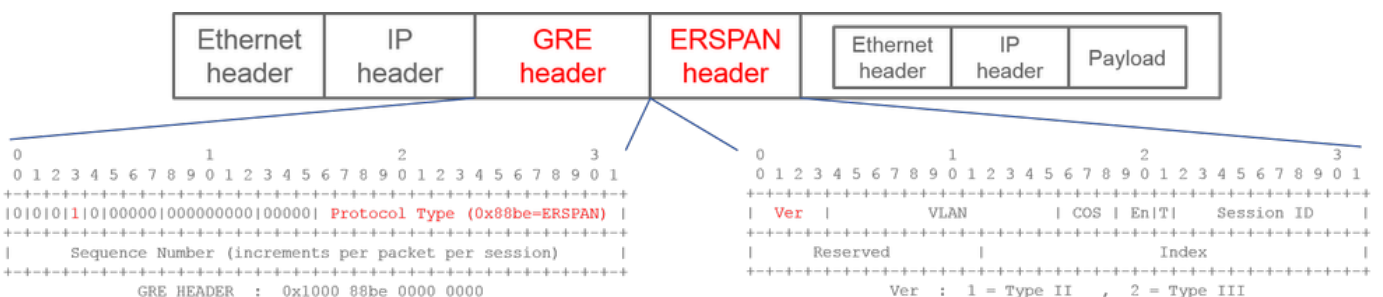 Ethernet header
IP header
GRE header
ERSPAN header
Ethernet header
IP header
Payload
0 1 2 3
0 1 2 3 4 5 6 7 8 9 0 1 2 3 4 5 6 7 8 9 0 1 2 3 4 5 6 7 8 9 0 1
+-+-+-+-+-+-+-+-+-+-+-+-+-+-+-+-+-+-+-+-+-+-+-+-+-+-+-+-+-+-+-+-+
|0|0|0|1|0|00000|000000000|00000| Protocol Type (0x88be=ERSPAN) |
+-+-+-+-+-+-+-+-+-+-+-+-+-+-+-+-+-+-+-+-+-+-+-+-+-+-+-+-+-+-+-+-+
| Sequence Number (increments per packet per session) |
+-+-+-+-+-+-+-+-+-+-+-+-+-+-+-+-+-+-+-+-+-+-+-+-+-+-+-+-+-+-+-+-+
GRE HEADER : 0x1000 88be 0000 0000
0 1 2 3
0 1 2 3 4 5 6 7 8 9 0 1 2 3 4 5 6 7 8 9 0 1 2 3 4 5 6 7 8 9 0 1
+-+-+-+-+-+-+-+-+-+-+-+-+-+-+-+-+-+-+-+-+-+-+-+-+-+-+-+-+-+-+-+-+
| Ver | VLAN | COS | En|T| Session ID |
+-+-+-+-+-+-+-+-+-+-+-+-+-+-+-+-+-+-+-+-+-+-+-+-+-+-+-+-+-+-+-+-+
| Reserved | Index |
+-+-+-+-+-+-+-+-+-+-+-+-+-+-+-+-+-+-+-+-+-+-+-+-+-+-+-+-+-+-+-+-+
Ver : 1 = Type II , 2 = Type III